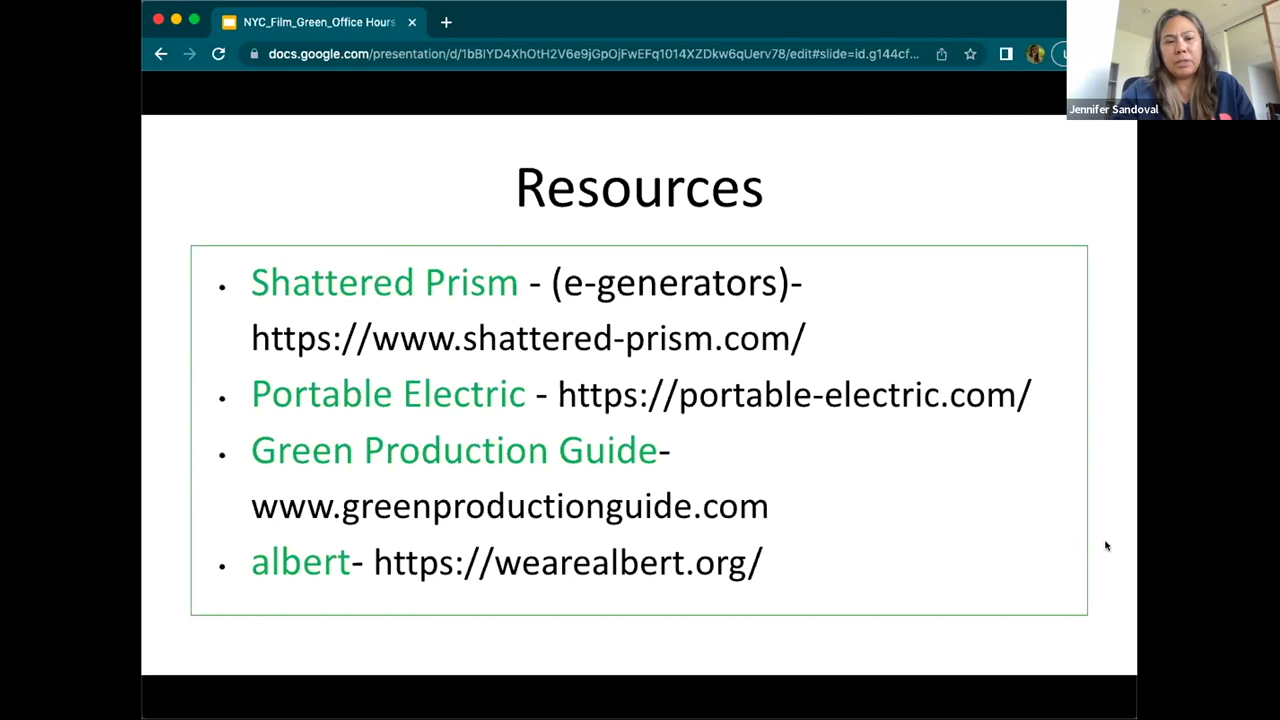 NYC_Film_Green_Office Hours
docs.google.com/presentation/d/1bBIYD4XhOtH2V6e9jGpOjFwEFq1014XZDkw6qUerv78/edit#slide=id.g144cf...
Jennifer Sandoval
Resources
• Shattered Prism - (e-generators)-
https://www.shattered-prism.com/
• Portable Electric - https://portable-electric.com/
• Green Production Guide-
www.greenproductionguide.com
• albert- https://wearealbert.org/